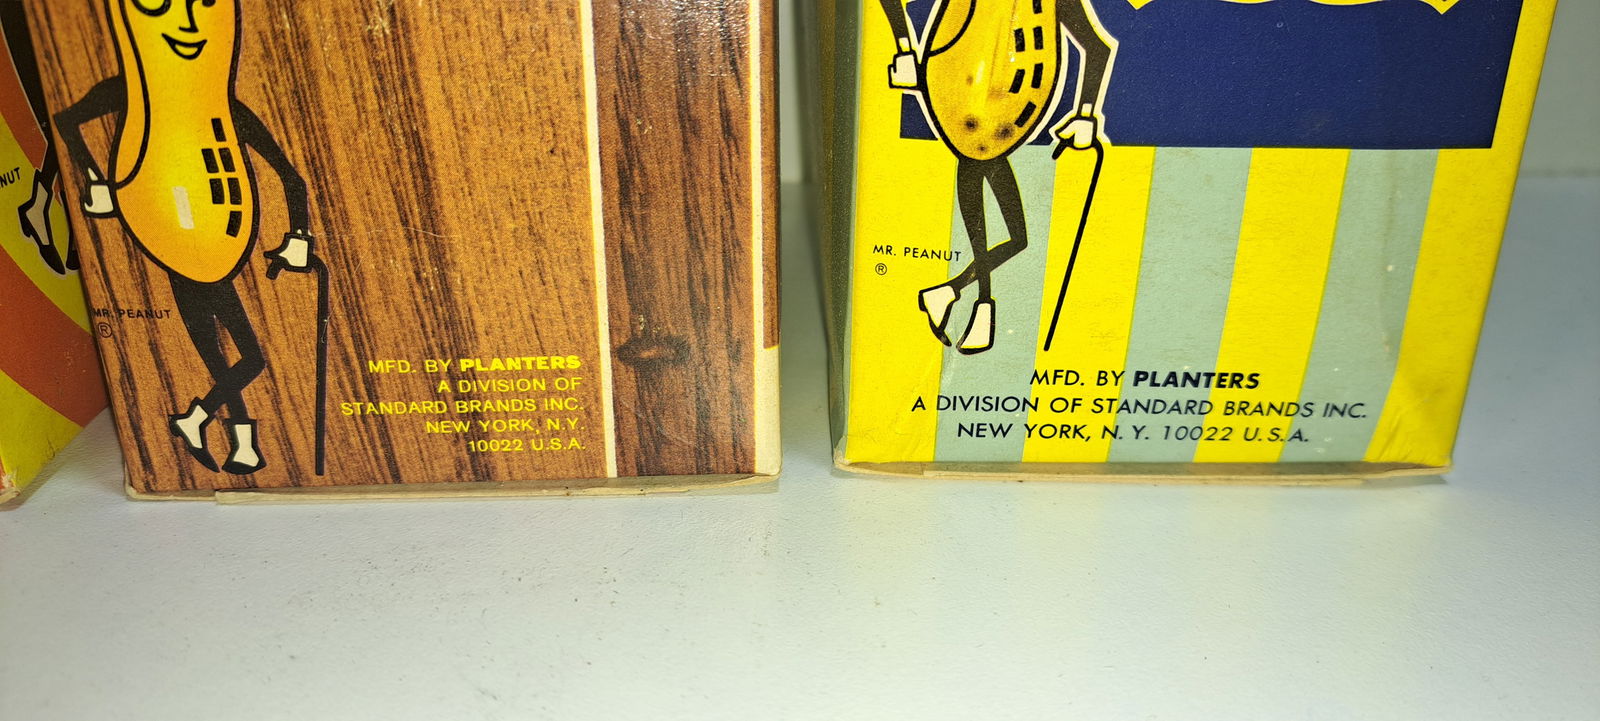 NUT
MR. PEANUT
®
MFD. BY PLANTERS
A DIVISION OF
STANDARD BRANDS INC.
NEW YORK, N.Y.
10022 U.S.A.
MR. PEANUT
®
MFD. BY PLANTERS
A DIVISION OF STANDARD BRANDS INC.
NEW YORK, N.Y. 10022 U.S.A.